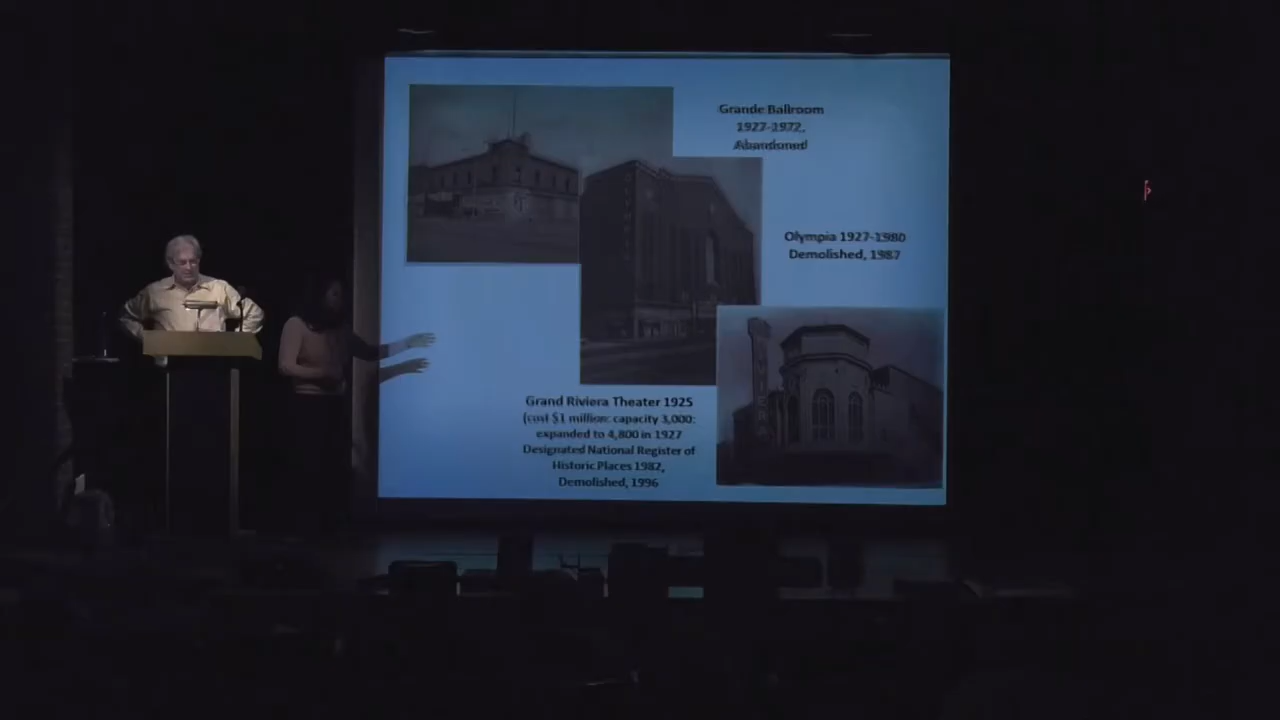 Grande Ballroom
1927-1972,
Abandoned
Olympia 1927-1980
Demolished, 1987
Grand Riviera Theater 1925
(cost $1 million: capacity 3,000:
expanded to 4,800 in 1927
Designated National Register of
Historic Places 1982,
Demolished, 1996